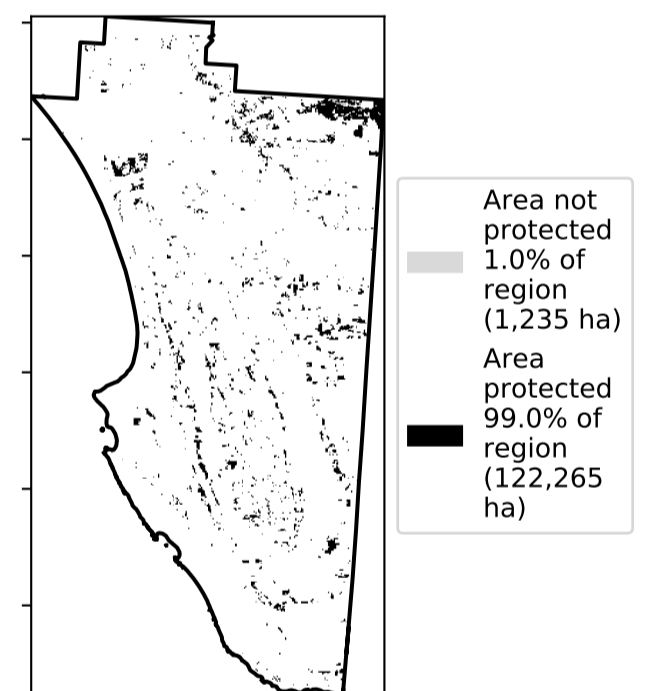 Area not
protected
1.0% of
region
(1,235 ha)
Area
protected
99.0% of
region
(122,265
ha)